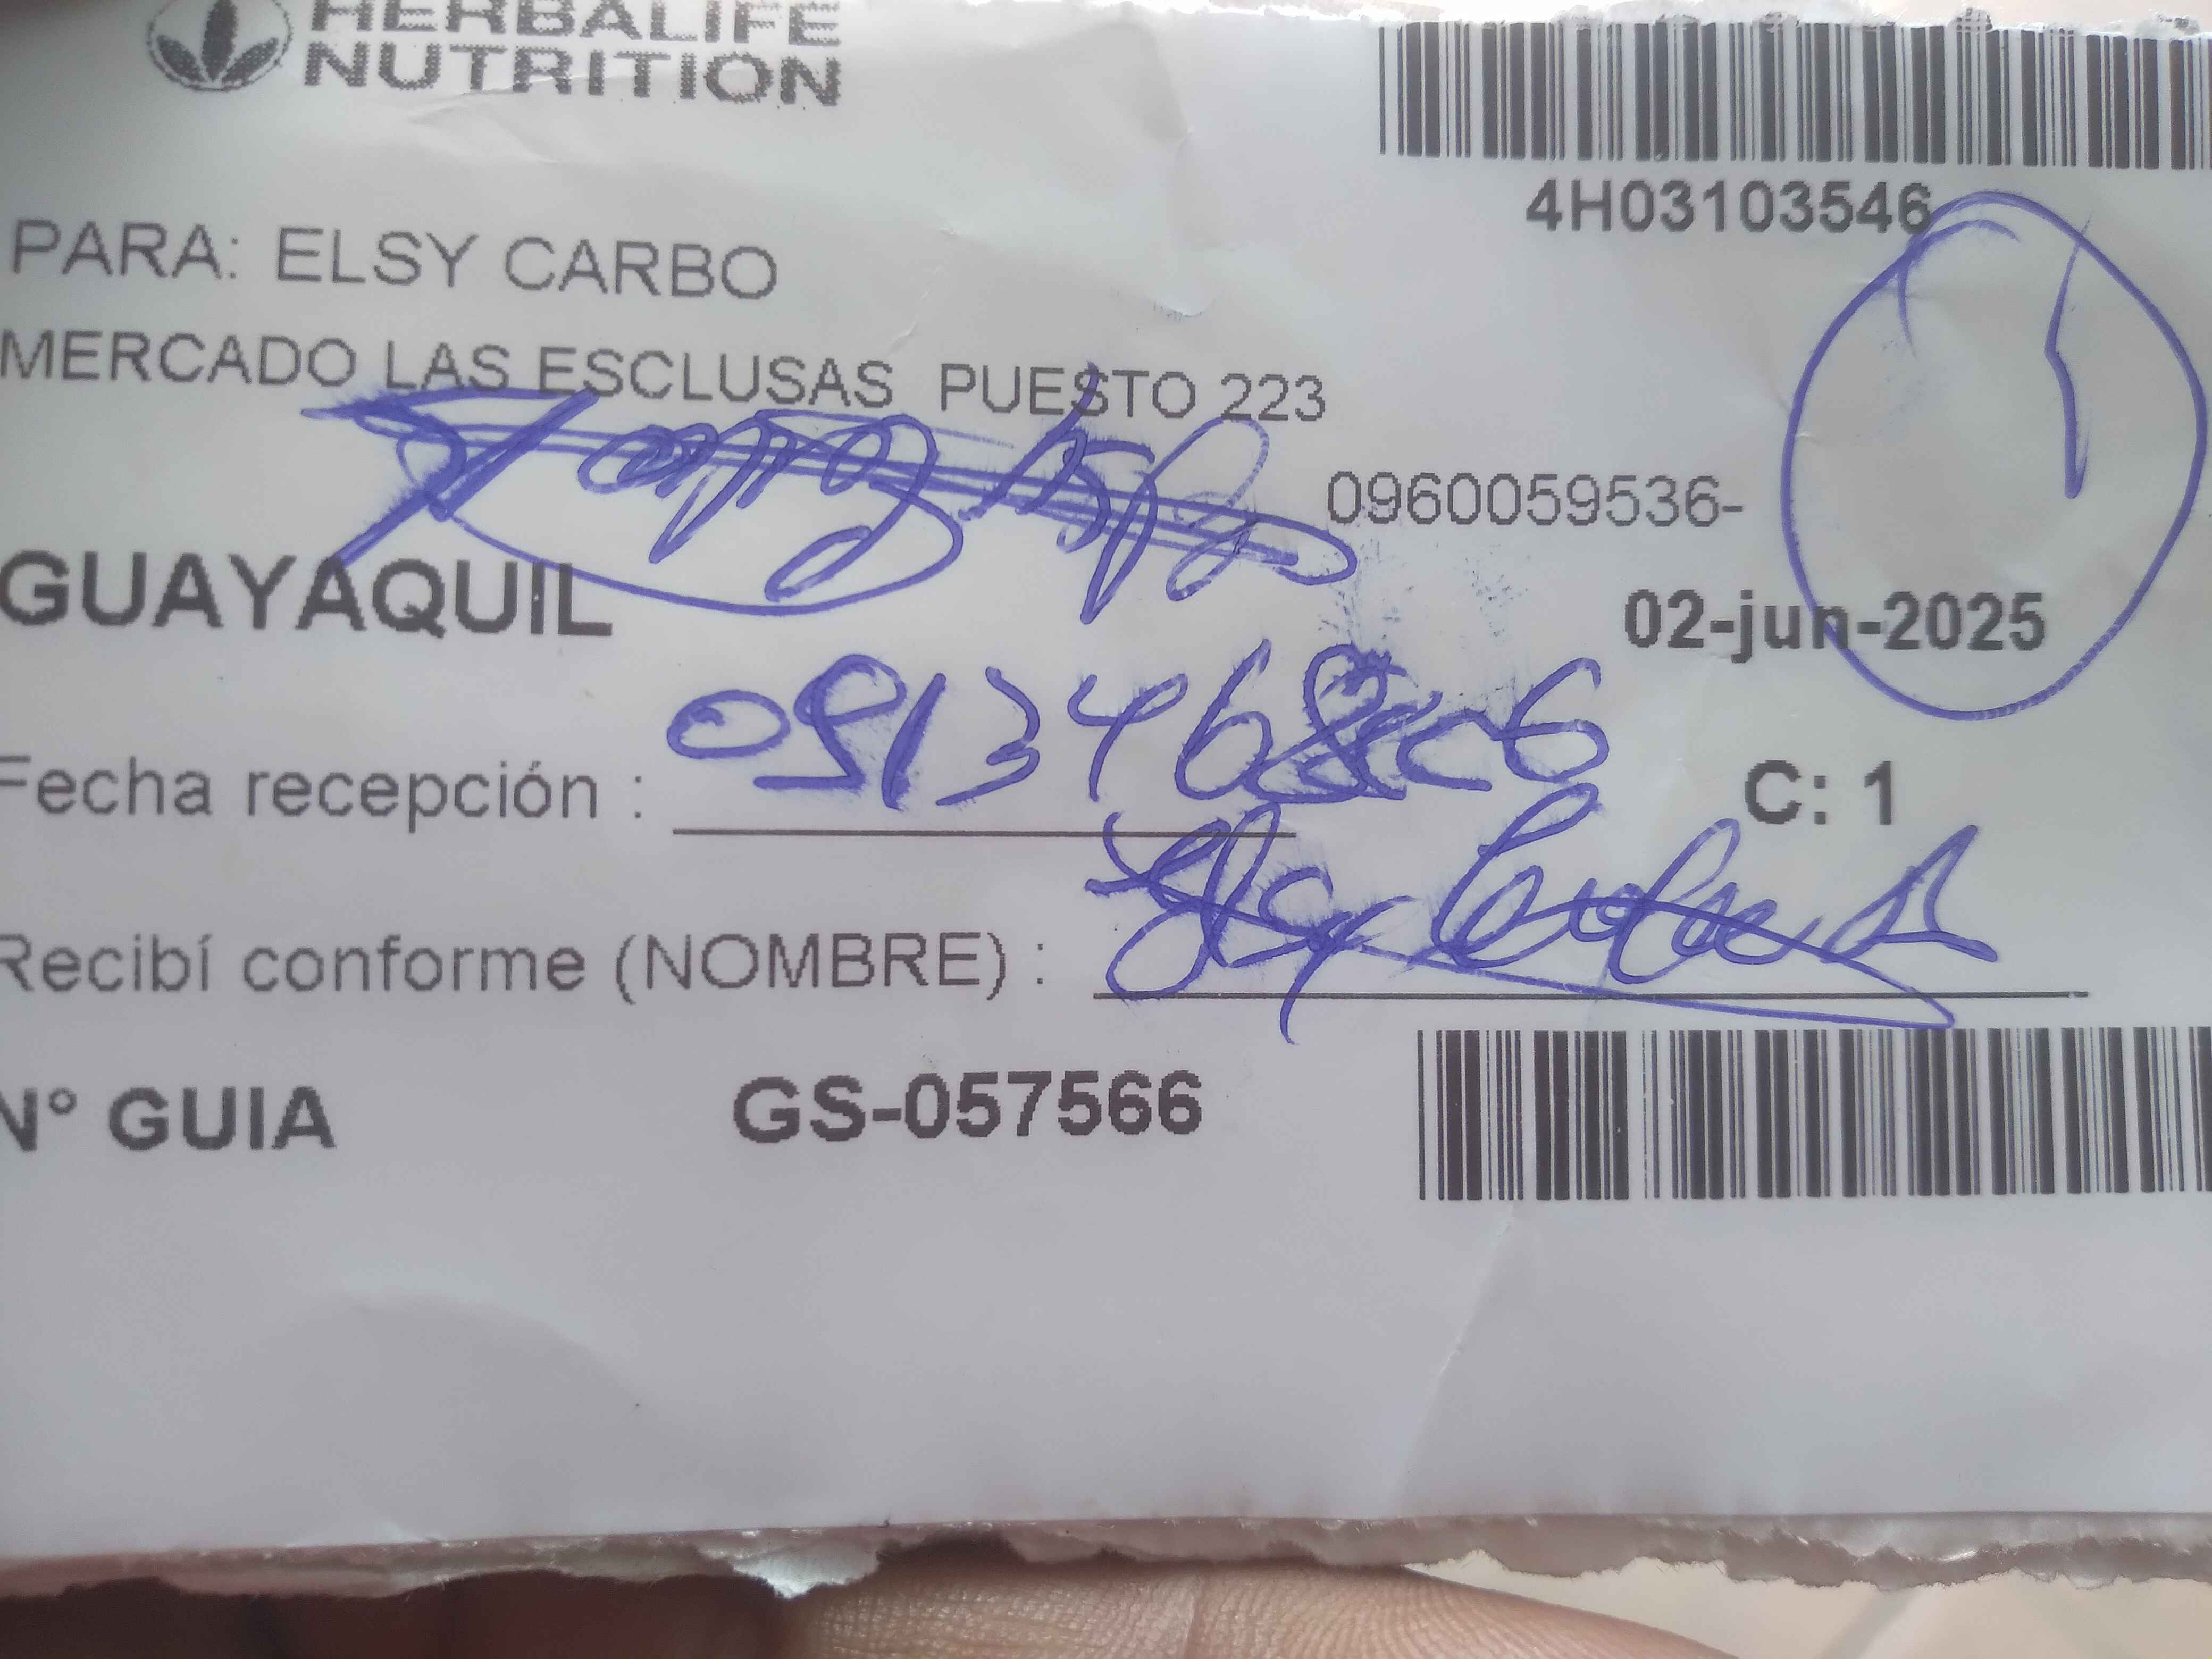 HERBALIFE
NUTRITION
4H03103546
PARA: ELSY CARBO
MERCADO LAS ESCLUSAS PUESTO 223
0960059536-
1
GUAYAQUIL
02-jun-2025
Fecha recepción :
C: 1
Recibí conforme (NOMBRE) :
N° GUIA GS-057566